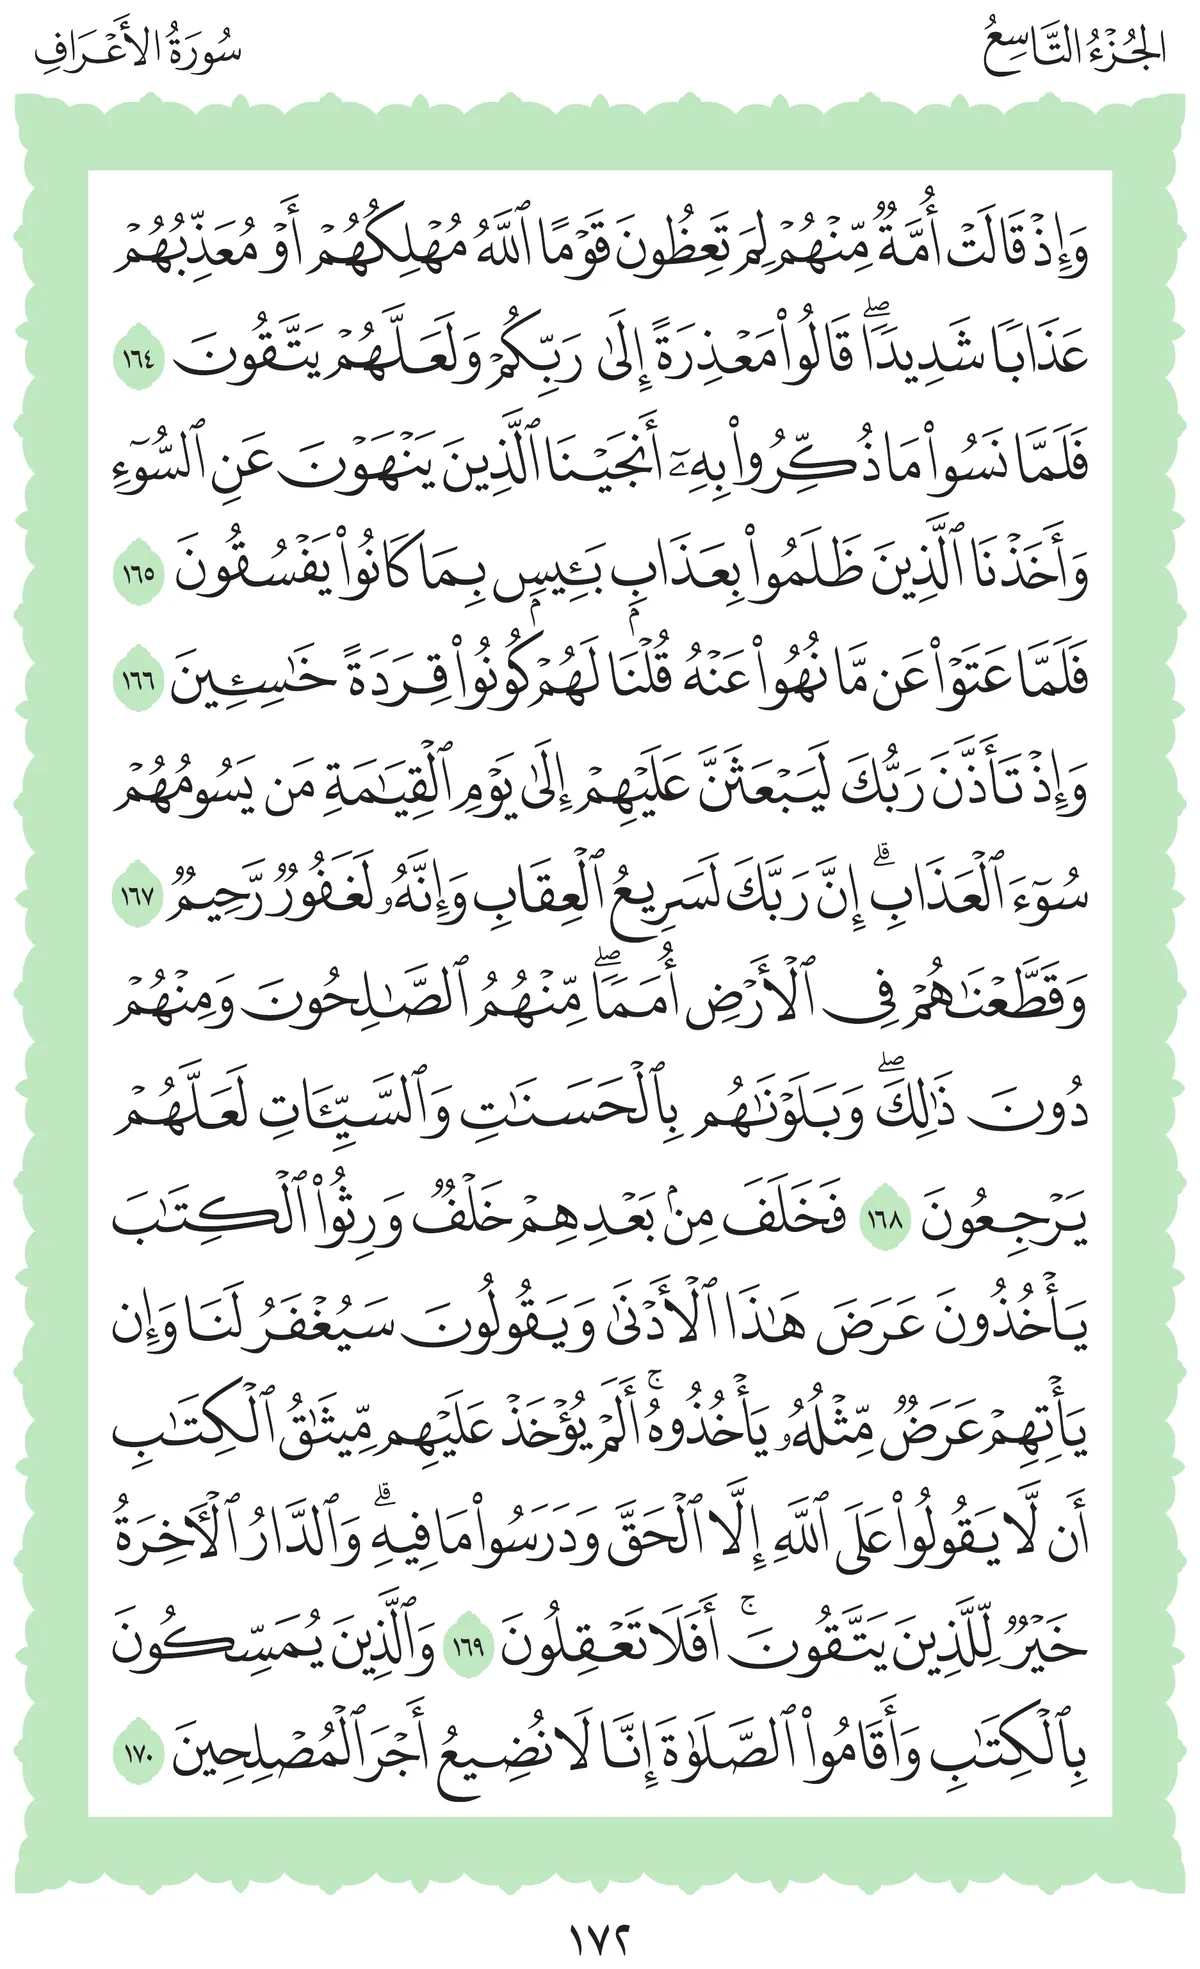 الجُزْءُ التَّاسِعُ
سُورَةُ الأَعْرَافِ
وَإِذْ قَالَتْ أُمَّةٌ مِّنْهُمْ لِمَ تَعِظُونَ قَوْمًا ٱللَّهُ مُهْلِكُهُمْ أَوْ مُعَذِّبُهُمْ
عَذَابًا شَدِيدًاۖ قَالُوا۟ مَعْذِرَةً إِلَىٰ رَبِّكُمْ وَلَعَلَّهُمْ يَتَّقُونَ ١٦٤
فَلَمَّا نَسُوا۟ مَا ذُكِّرُوا۟ بِهِۦٓ أَنجَيْنَا ٱلَّذِينَ يَنْهَوْنَ عَنِ ٱلسُّوٓءِ
وَأَخَذْنَا ٱلَّذِينَ ظَلَمُوا۟ بِعَذَابٍۭ بَـِٔيسٍۭ بِمَا كَانُوا۟ يَفْسُقُونَ ١٦٥
فَلَمَّا عَتَوْا۟ عَن مَّا نُهُوا۟ عَنْهُ قُلْنَا لَهُمْ كُونُوا۟ قِرَدَةً خَـٰسِـِٔينَ ١٦٦
وَإِذْ تَأَذَّنَ رَبُّكَ لَيَبْعَثَنَّ عَلَيْهِمْ إِلَىٰ يَوْمِ ٱلْقِيَـٰمَةِ مَن يَسُومُهُمْ
سُوٓءَ ٱلْعَذَابِۗ إِنَّ رَبَّكَ لَسَرِيعُ ٱلْعِقَابِ وَإِنَّهُۥ لَغَفُورٌ رَّحِيمٌ ١٦٧
وَقَطَّعْنَـٰهُمْ فِى ٱلْأَرْضِ أُمَمًاۖ مِّنْهُمُ ٱلصَّـٰلِحُونَ وَمِنْهُمْ
دُونَ ذَٰلِكَۖ وَبَلَوْنَـٰهُم بِٱلْحَسَنَـٰتِ وَٱلسَّيِّـَٔاتِ لَعَلَّهُمْ
يَرْجِعُونَ ١٦٨ فَخَلَفَ مِنۢ بَعْدِهِمْ خَلْفٌ وَرِثُوا۟ ٱلْكِتَـٰبَ
يَأْخُذُونَ عَرَضَ هَـٰذَا ٱلْأَدْنَىٰ وَيَقُولُونَ سَيُغْفَرُ لَنَا وَإِن
يَأْتِهِمْ عَرَضٌ مِّثْلُهُۥ يَأْخُذُوهُۚ أَلَمْ يُؤْخَذْ عَلَيْهِم مِّيثَـٰقُ ٱلْكِتَـٰبِ
أَن لَّا يَقُولُوا۟ عَلَى ٱللَّهِ إِلَّا ٱلْحَقَّ وَدَرَسُوا۟ مَا فِيهِۗ وَٱلدَّارُ ٱلْـَٔاخِرَةُ
خَيْرٌ لِّلَّذِينَ يَتَّقُونَۚ أَفَلَا تَعْقِلُونَ ١٦٩ وَٱلَّذِينَ يُمَسِّكُونَ
بِٱلْكِتَـٰبِ وَأَقَامُوا۟ ٱلصَّلَوٰةَ إِنَّا لَا نُضِيعُ أَجْرَ ٱلْمُصْلِحِينَ ١٧٠
١٧٢